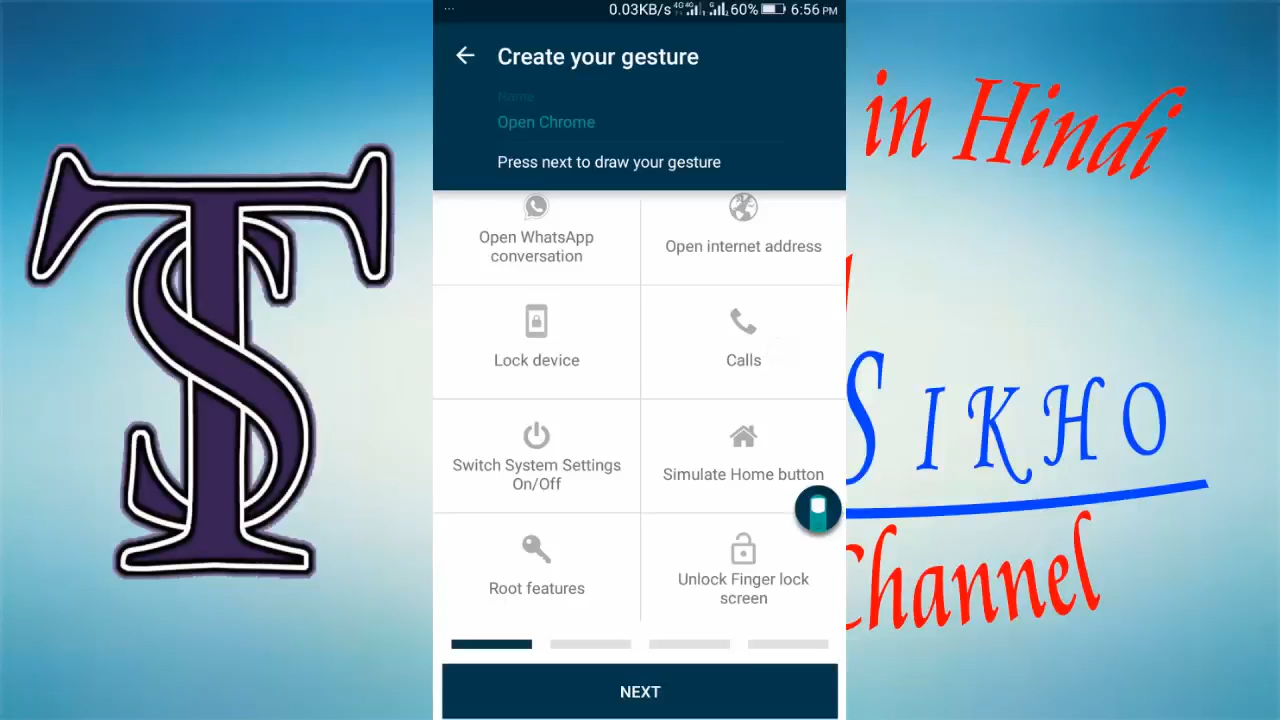 0.03KB/s 4G 4G G 60% 6:56 PM
Create your gesture
Name
Open Chrome
Press next to draw your gesture
Open WhatsApp
conversation
Open internet address
Lock device
Calls
Switch System Settings
On/Off
Simulate Home button
Root features
Unlock Finger lock
screen
NEXT
TS
in Hindi
SIKHO
Channel